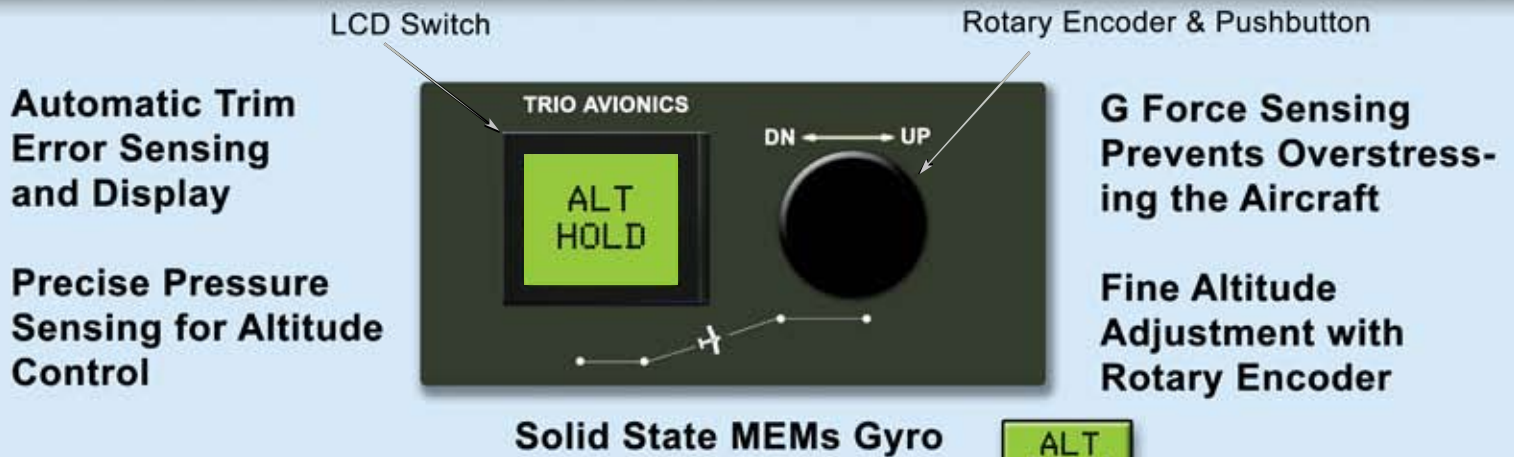 LCD Switch
Rotary Encoder & Pushbutton
Automatic Trim
Error Sensing
and Display
Precise Pressure
Sensing for Altitude
Control
TRIO AVIONICS
DN UP
ALT
HOLD
G Force Sensing
Prevents Overstress-
ing the Aircraft
Fine Altitude
Adjustment with
Rotary Encoder
Solid State MEMs Gyro
ALT